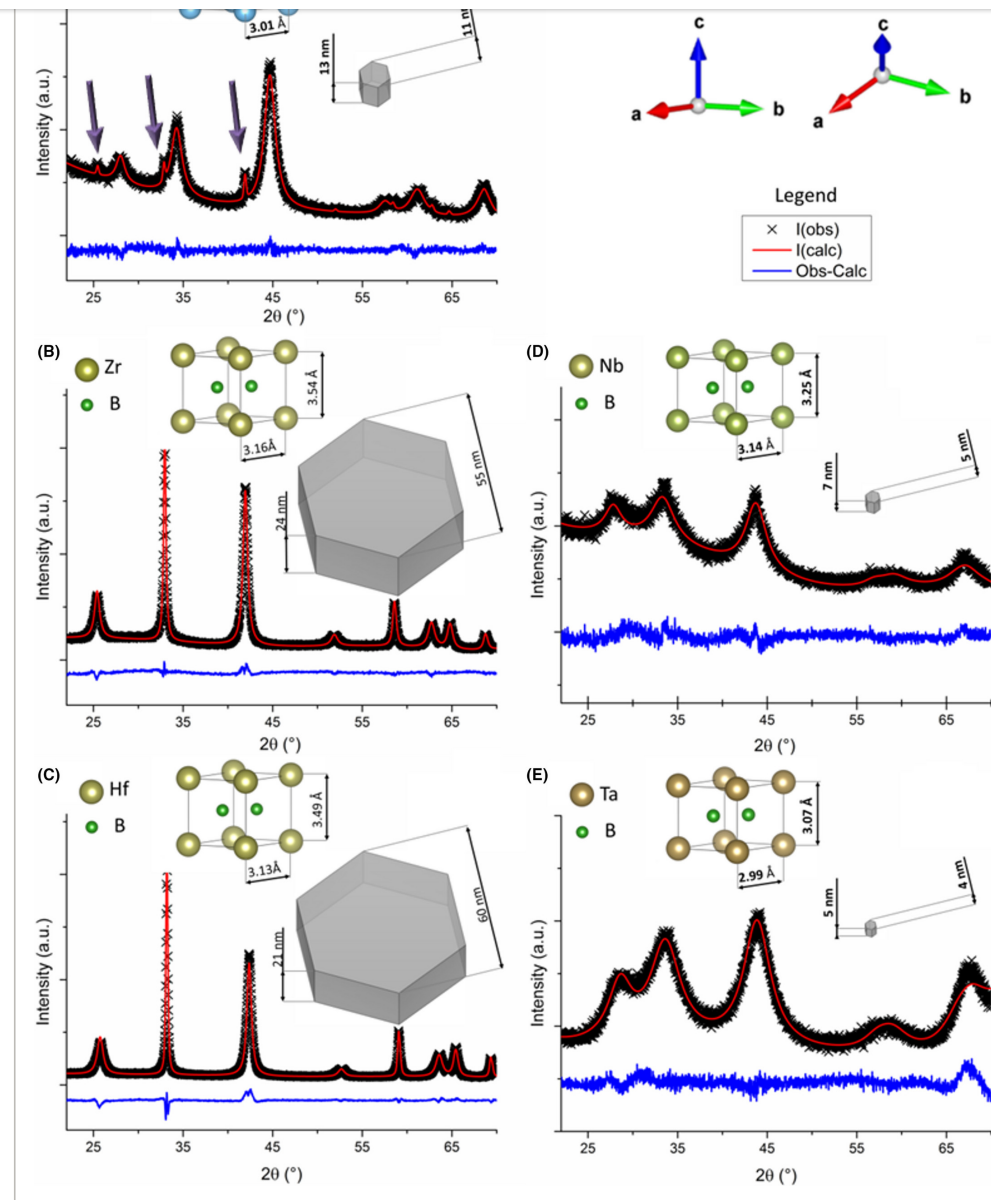 3.01 Å
13 nm
11 nm
Intensity (a.u.)
25 35 45 55 65
2θ (°)
c
a
b
c
a
b
Legend
I(obs)
I(calc)
Obs-Calc
(B)
Zr
B
3.54 Å
3.16Å
24 nm
55 nm
Intensity (a.u.)
25 35 45 55 65
2θ (°)
(D)
Nb
B
3.25 Å
3.14 Å
7 nm
5 nm
Intensity (a.u.)
25 35 45 55 65
2θ (°)
(C)
Hf
B
3.49 Å
3.13Å
21 nm
60 nm
Intensity (a.u.)
25 35 45 55 65
2θ (°)
(E)
Ta
B
3.07 Å
2.99 Å
5 nm
4 nm
Intensity (a.u.)
25 35 45 55 65
2θ (°)